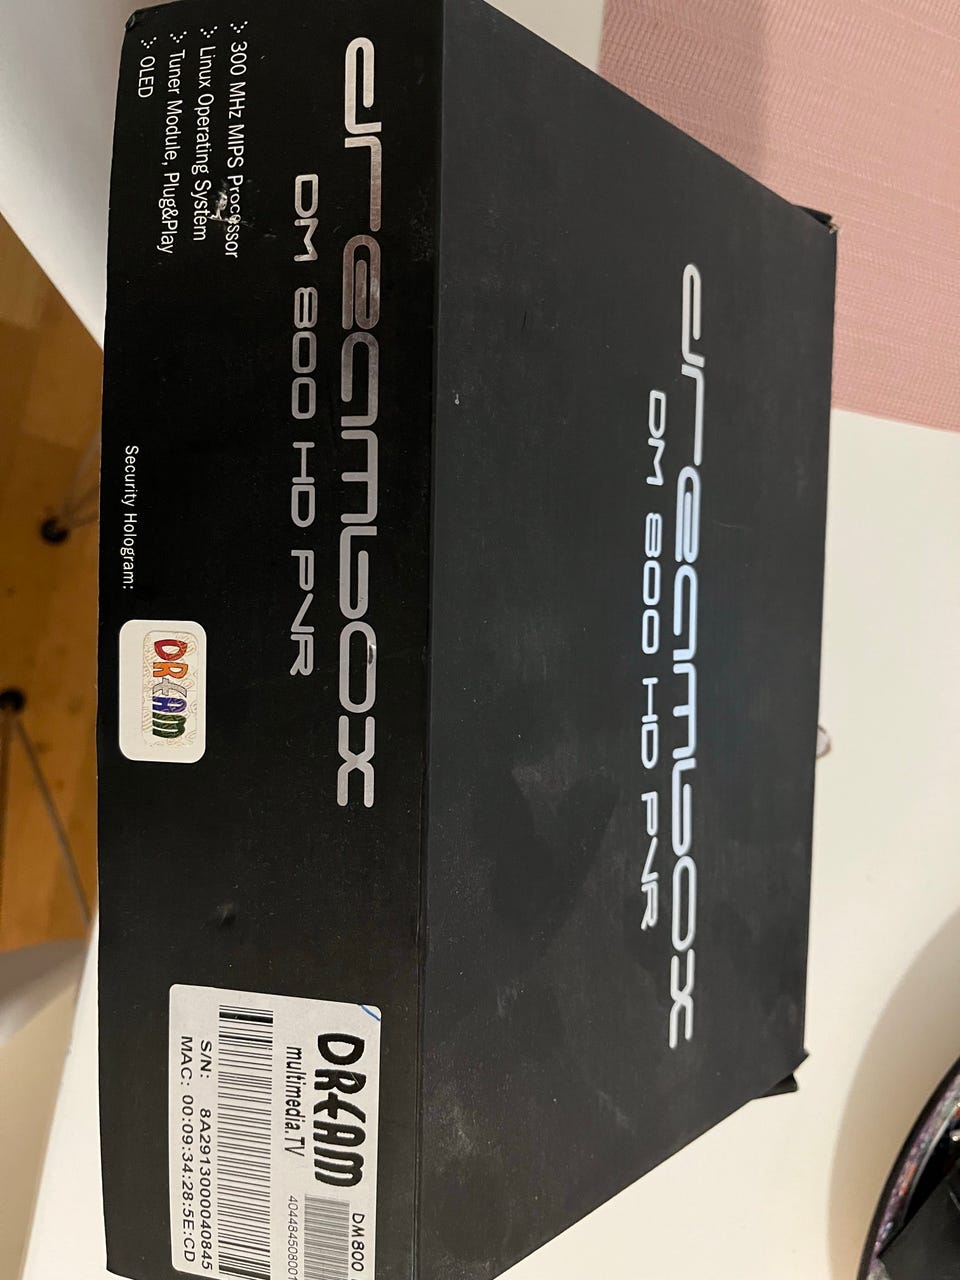 dreambox
DM 800 HD PVR
dreambox
DM 800 HD PVR
300 MHz MIPS Processor
Linux Operating System
Tuner Module, Plug&Play
OLED
Security Hologram:
DREAM
DREAM
multimedia.TV
DM800
404484508001
S/N: 8A2913000040845
MAC: 00:09:34:28:5E:CD